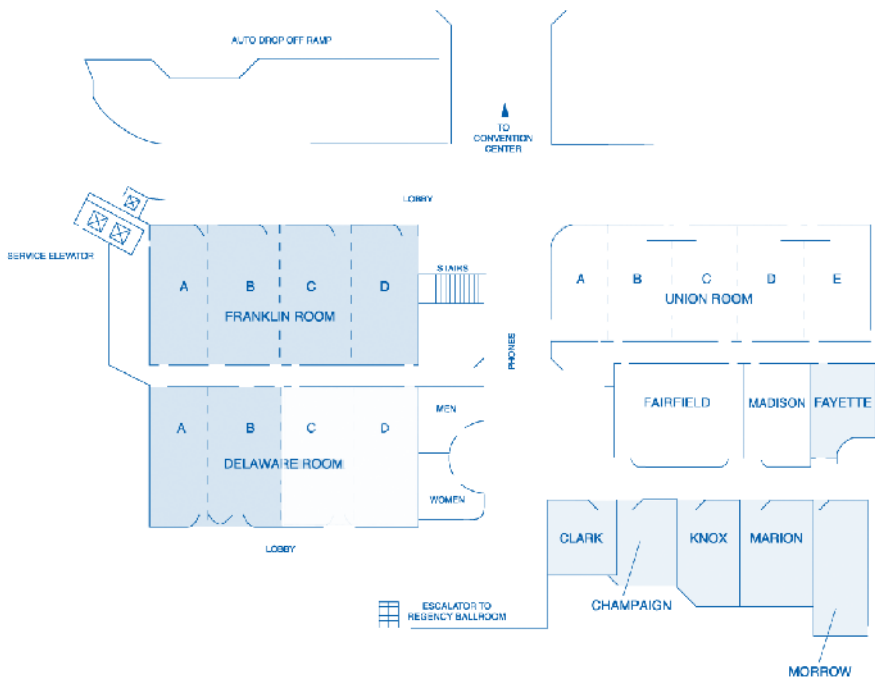 AUTO DROP OFF RAMP
TO
CONVENTION
CENTER
LOBBY
SERVICE ELEVATOR
A B C D
FRANKLIN ROOM
STAIRS
A B C D E
UNION ROOM
PHONES
A B C D
DELAWARE ROOM
MEN
WOMEN
FAIRFIELD MADISON FAYETTE
LOBBY
CLARK KNOX MARION
CHAMPAIGN
ESCALATOR TO
REGENCY BALLROOM
MORROW